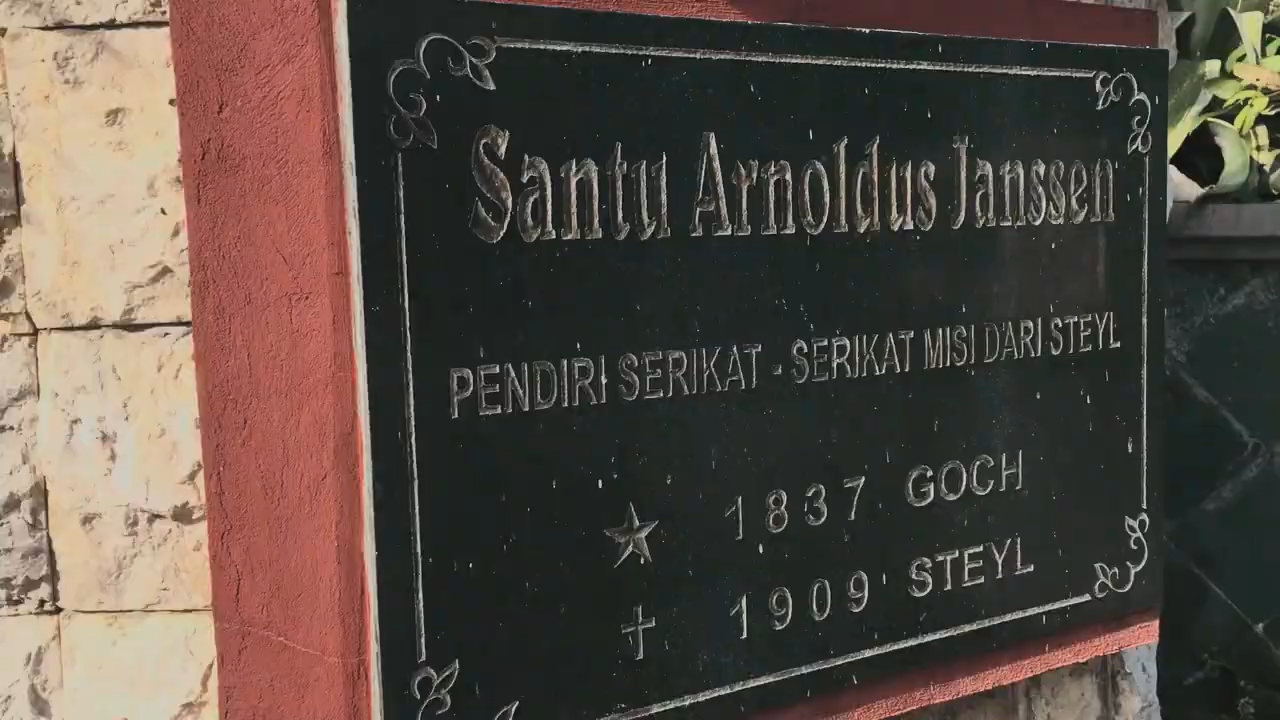 Santu Arnoldus Janssen
PENDIRI SERIKAT - SERIKAT MISI DARI STEYL
1837 GOCH
1909 STEYL